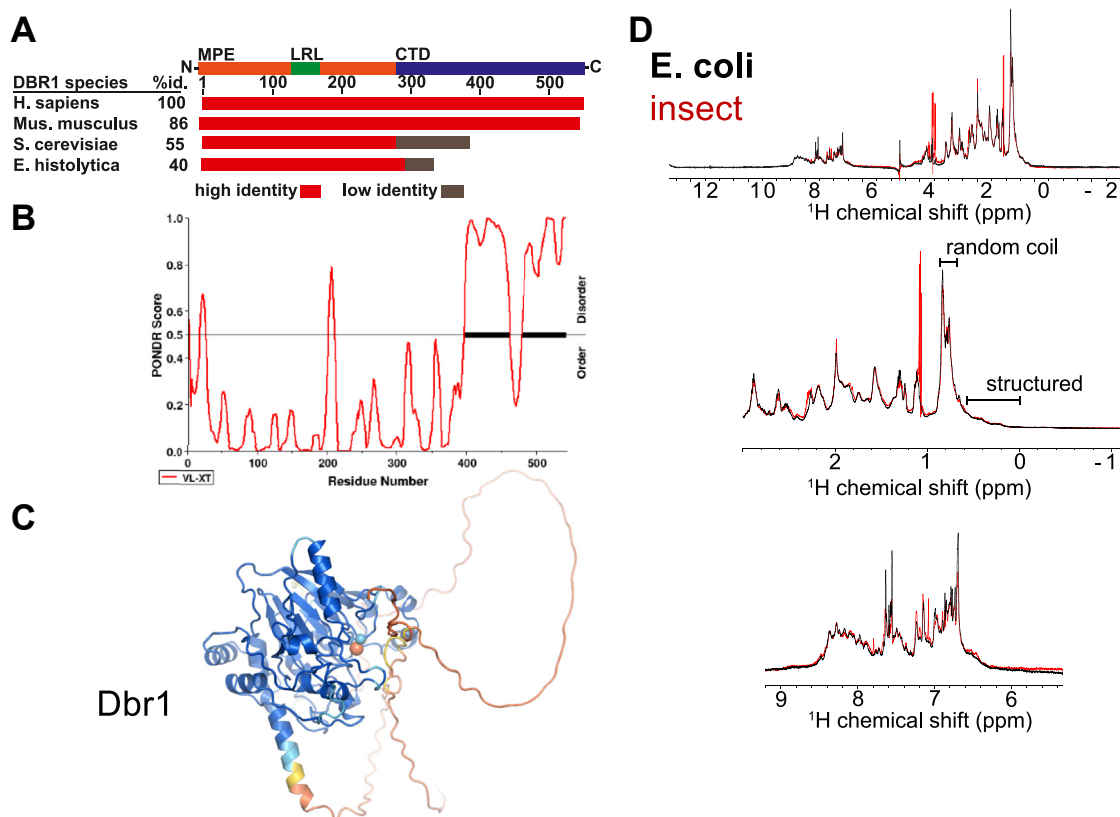 A
MPE LRL CTD
N C
DBR1 species %id. 1 100 200 300 400 500
H. sapiens 100
Mus. musculus 86
S. cerevisiae 55
E. histolytica 40
high identity low identity
B
1.0
0.8
0.6
0.5
0.4
0.2
0.0
PONDR Score
Disorder
Order
0 100 200 300 400 500
Residue Number
VL-XT
C
Dbr1
D
E. coli
insect
12 10 8 6 4 2 0 - 2
1H chemical shift (ppm)
random coil
structured
2 1 0 -1
1H chemical shift (ppm)
9 8 7 6
1H chemical shift (ppm)